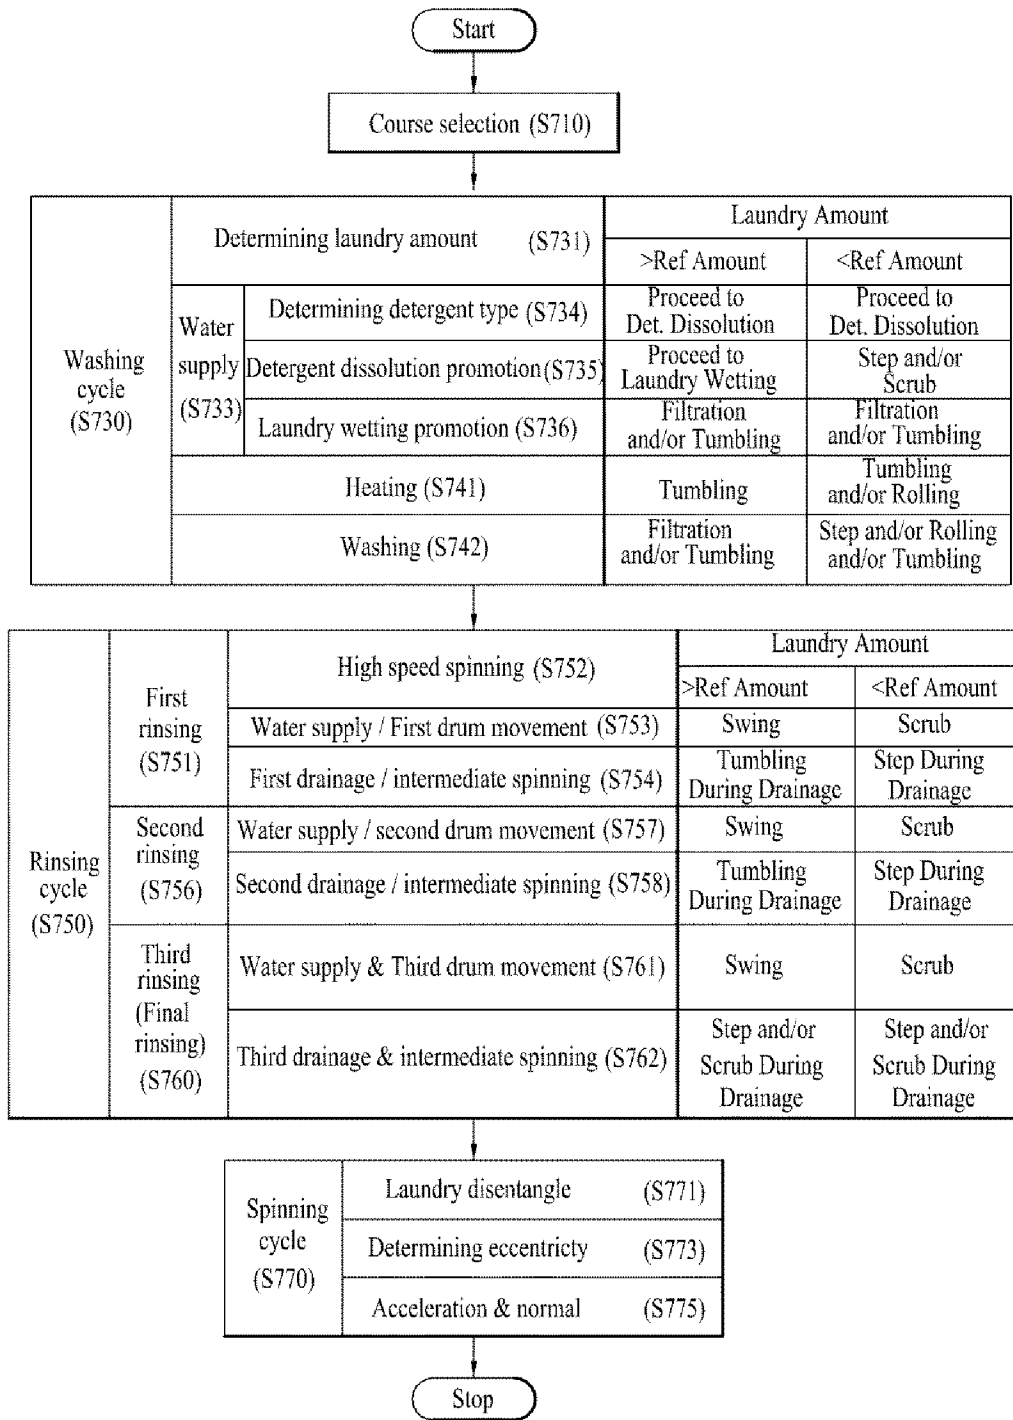 Start
Course selection (S710)
Washing
cycle
(S730)
Determining laundry amount (S731)
Laundry Amount
>Ref Amount
<Ref Amount
Water
supply
(S733)
Determining detergent type (S734)
Proceed to
Det. Dissolution
Proceed to
Det. Dissolution
Detergent dissolution promotion(S735)
Proceed to
Laundry Wetting
Step and/or
Scrub
Laundry wetting promotion (S736)
Filtration
and/or Tumbling
Filtration
and/or Tumbling
Heating (S741)
Tumbling
Tumbling
and/or Rolling
Washing (S742)
Filtration
and/or Tumbling
Step and/or Rolling
and/or Tumbling
Rinsing
cycle
(S750)
First
rinsing
(S751)
High speed spinning (S752)
Laundry Amount
>Ref Amount
<Ref Amount
Water supply / First drum movement (S753)
Swing
Scrub
First drainage / intermediate spinning (S754)
Tumbling
During Drainage
Step During
Drainage
Second
rinsing
(S756)
Water supply / second drum movement (S757)
Swing
Scrub
Second drainage / intermediate spinning (S758)
Tumbling
During Drainage
Step During
Drainage
Third
rinsing
(Final
rinsing)
(S760)
Water supply & Third drum movement (S761)
Swing
Scrub
Third drainage & intermediate spinning (S762)
Step and/or
Scrub During
Drainage
Step and/or
Scrub During
Drainage
Spinning
cycle
(S770)
Laundry disentangle (S771)
Determining eccentricty (S773)
Acceleration & normal (S775)
Stop